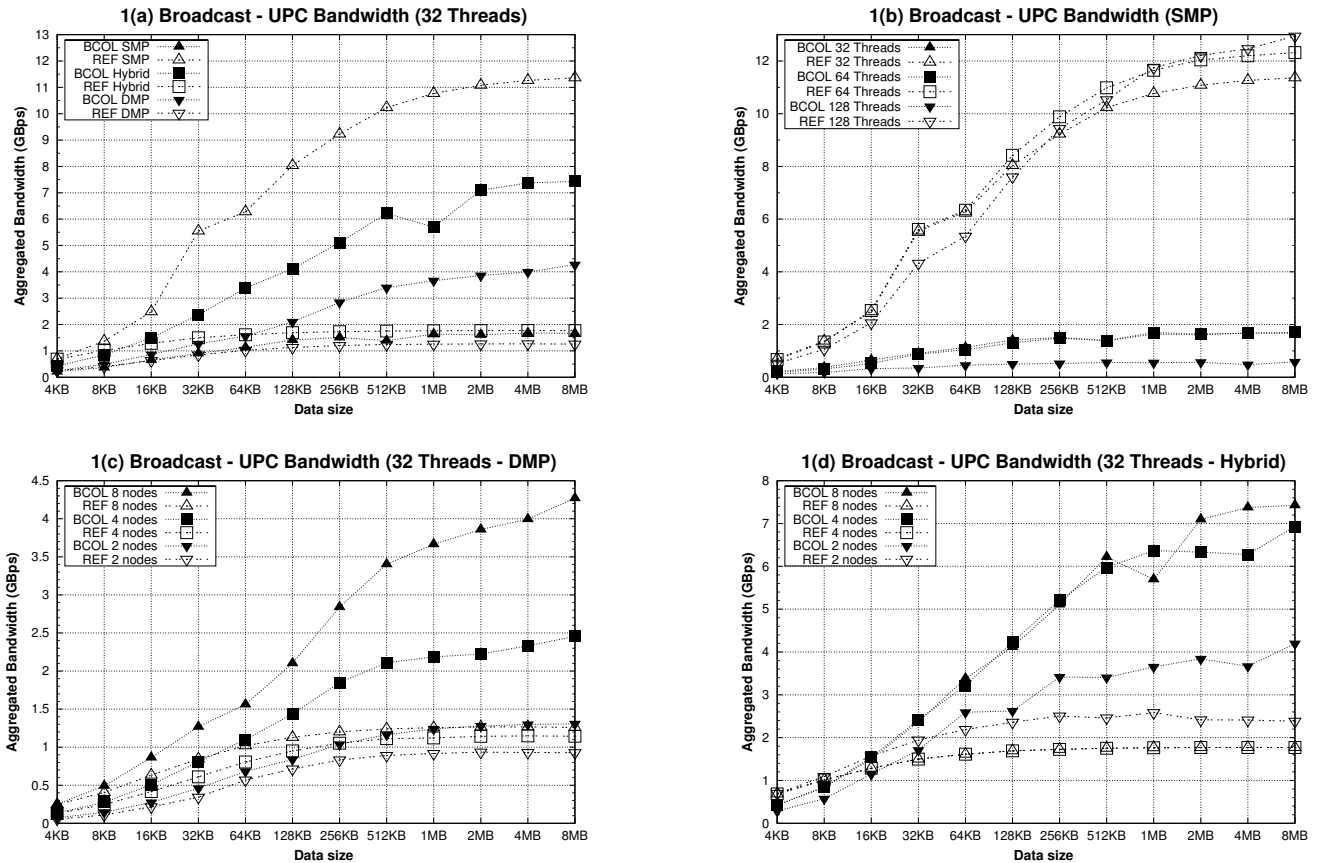 1(a) Broadcast - UPC Bandwidth (32 Threads)
Aggregated Bandwidth (GBps)
13
12
11
10
9
8
7
6
5
4
3
2
1
0
BCOL SMP
REF SMP
BCOL Hybrid
REF Hybrid
BCOL DMP
REF DMP
4KB 8KB 16KB 32KB 64KB 128KB 256KB 512KB 1MB 2MB 4MB 8MB
Data size
1(b) Broadcast - UPC Bandwidth (SMP)
Aggregated Bandwidth (GBps)
12
10
8
6
4
2
0
BCOL 32 Threads
REF 32 Threads
BCOL 64 Threads
REF 64 Threads
BCOL 128 Threads
REF 128 Threads
4KB 8KB 16KB 32KB 64KB 128KB 256KB 512KB 1MB 2MB 4MB 8MB
Data size
1(c) Broadcast - UPC Bandwidth (32 Threads - DMP)
Aggregated Bandwidth (GBps)
4.5
4
3.5
3
2.5
2
1.5
1
0.5
0
BCOL 8 nodes
REF 8 nodes
BCOL 4 nodes
REF 4 nodes
BCOL 2 nodes
REF 2 nodes
4KB 8KB 16KB 32KB 64KB 128KB 256KB 512KB 1MB 2MB 4MB 8MB
Data size
1(d) Broadcast - UPC Bandwidth (32 Threads - Hybrid)
Aggregated Bandwidth (GBps)
8
7
6
5
4
3
2
1
0
BCOL 8 nodes
REF 8 nodes
BCOL 4 nodes
REF 4 nodes
BCOL 2 nodes
REF 2 nodes
4KB 8KB 16KB 32KB 64KB 128KB 256KB 512KB 1MB 2MB 4MB 8MB
Data size